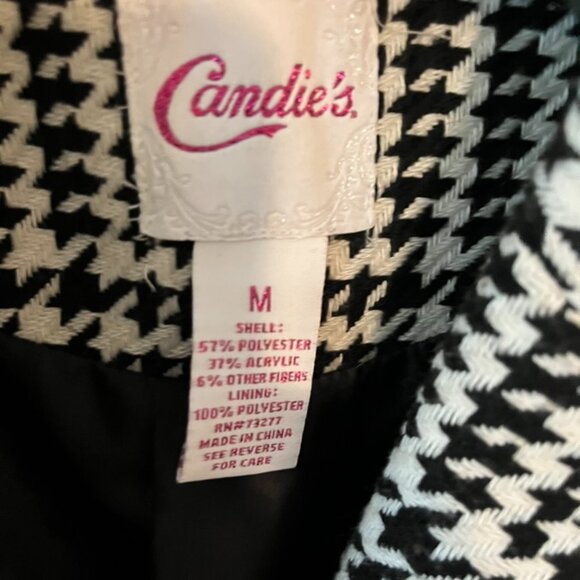 Candie's.
M
SHELL:
57% POLYESTER
37% ACRYLIC
6% OTHER FIBERS
LINING:
100% POLYESTER
RN#73277
MADE IN CHINA
SEE REVERSE
FOR CARE